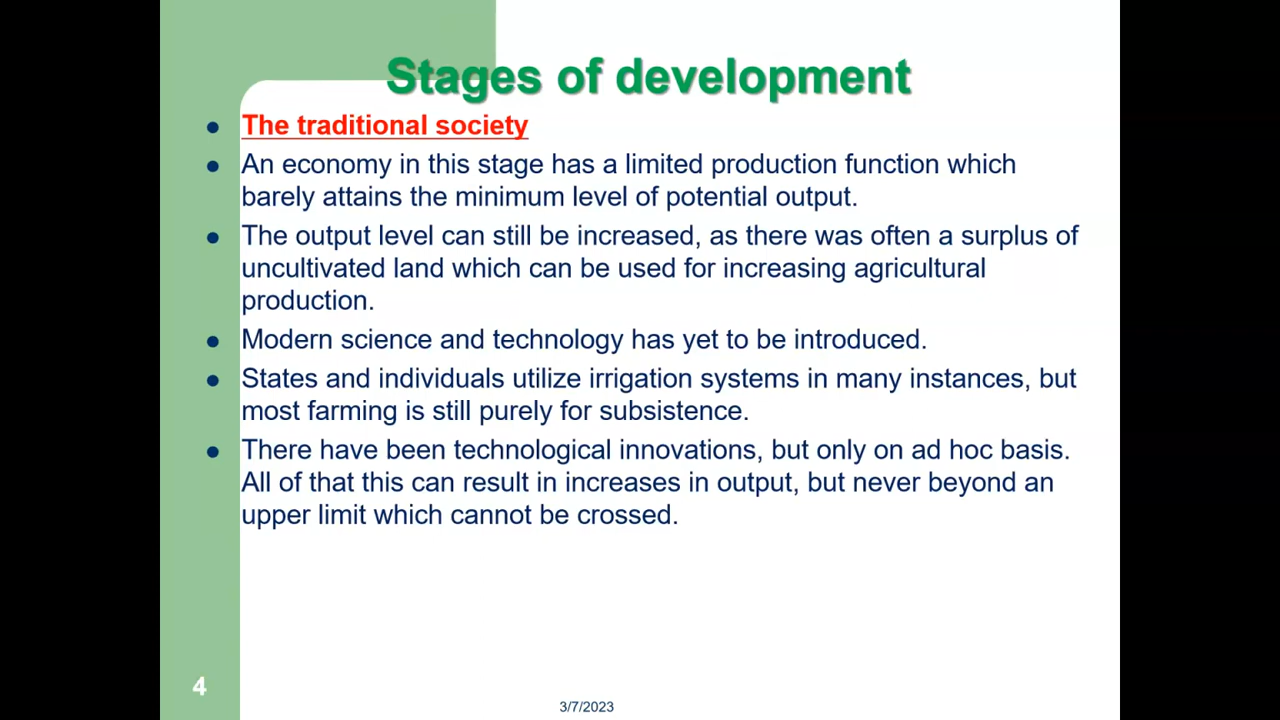 Stages of development
The traditional society
An economy in this stage has a limited production function which
barely attains the minimum level of potential output.
The output level can still be increased, as there was often a surplus of
uncultivated land which can be used for increasing agricultural
production.
Modern science and technology has yet to be introduced.
States and individuals utilize irrigation systems in many instances, but
most farming is still purely for subsistence.
There have been technological innovations, but only on ad hoc basis.
All of that this can result in increases in output, but never beyond an
upper limit which cannot be crossed.
4
3/7/2023